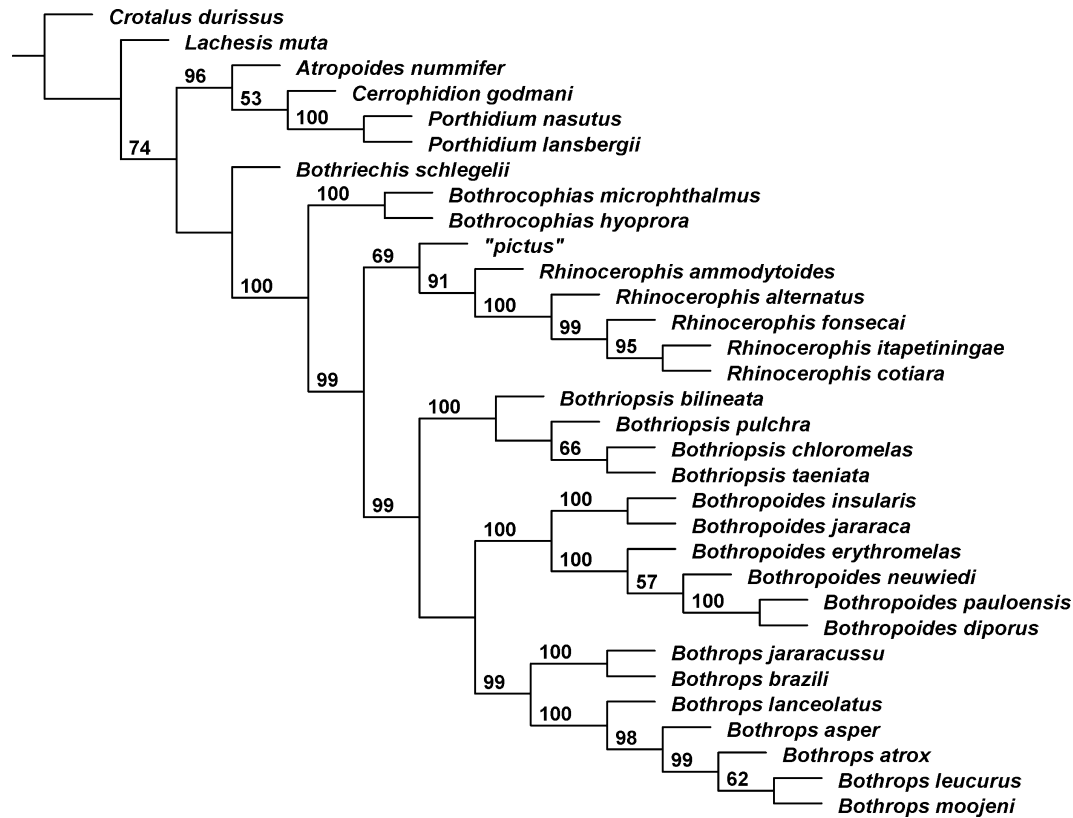 Crotalus durissus
Lachesis muta
96 Atropoides nummifer
53 Cerrophidion godmani
100 Porthidium nasutus
74 Porthidium lansbergii
Bothriechis schlegelii
100 Bothrocophias microphthalmus
Bothrocophias hyoprora
69 "pictus"
100 91 Rhinocerophis ammodytoides
100 Rhinocerophis alternatus
99 Rhinocerophis fonsecai
95 Rhinocerophis itapetiningae
99 Rhinocerophis cotiara
100 Bothriopsis bilineata
Bothriopsis pulchra
66 Bothriopsis chloromelas
Bothriopsis taeniata
99 100 Bothropoides insularis
100 Bothropoides jararaca
100 Bothropoides erythromelas
57 Bothropoides neuwiedi
100 Bothropoides pauloensis
Bothropoides diporus
100 Bothrops jararacussu
99 Bothrops brazili
100 Bothrops lanceolatus
98 Bothrops asper
99 Bothrops atrox
62 Bothrops leucurus
Bothrops moojeni